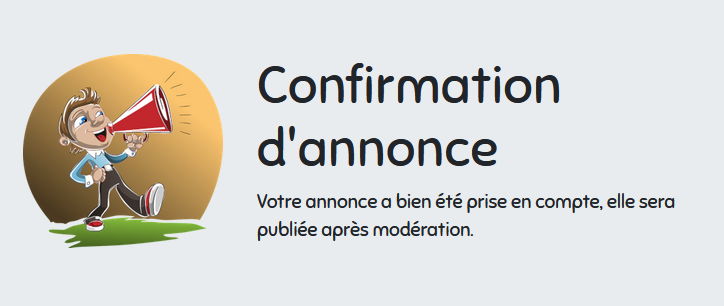 Confirmation
d'annonce
Votre annonce a bien été prise en compte, elle sera
publiée après modération.